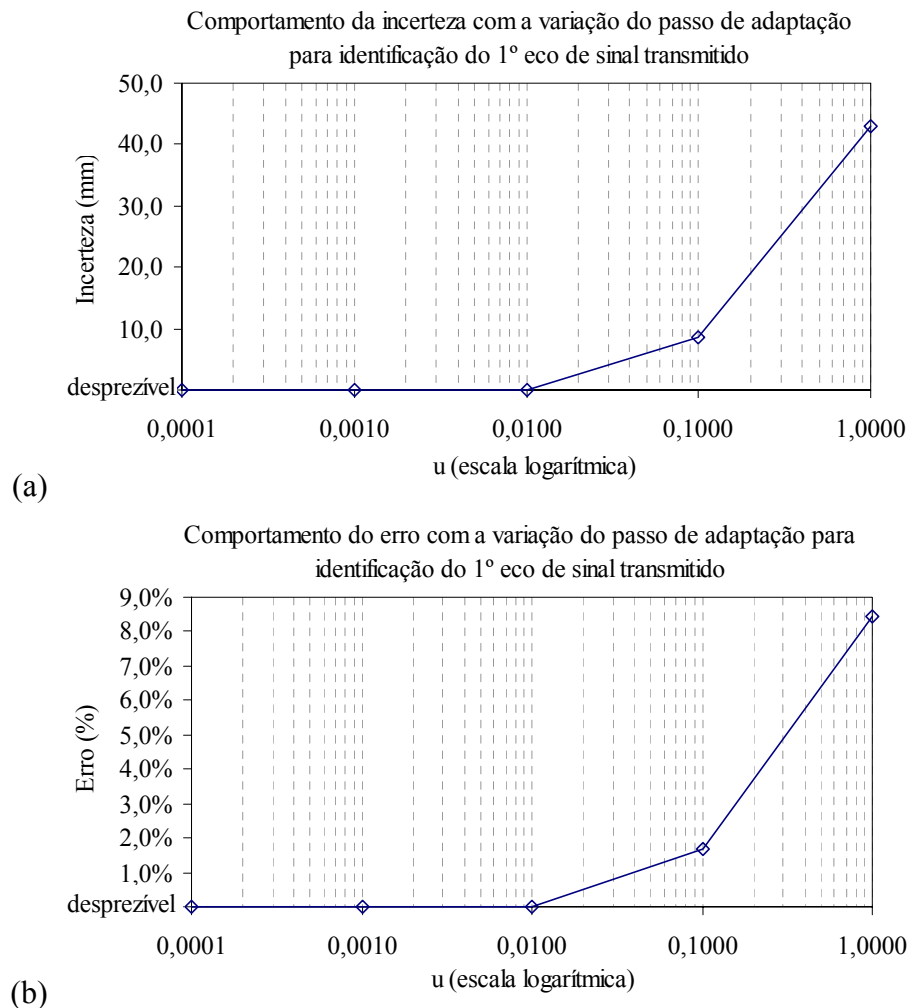 Comportamento da incerteza com a variação do passo de adaptação
para identificação do 1º eco de sinal transmitido
50,0
40,0
30,0
20,0
10,0
desprezível
Incerteza (mm)
0,0001 0,0010 0,0100 0,1000 1,0000
u (escala logarítmica)
(a)
Comportamento do erro com a variação do passo de adaptação para
identificação do 1º eco de sinal transmitido
9,0%
8,0%
7,0%
6,0%
5,0%
4,0%
3,0%
2,0%
1,0%
desprezível
Erro (%)
0,0001 0,0010 0,0100 0,1000 1,0000
u (escala logarítmica)
(b)